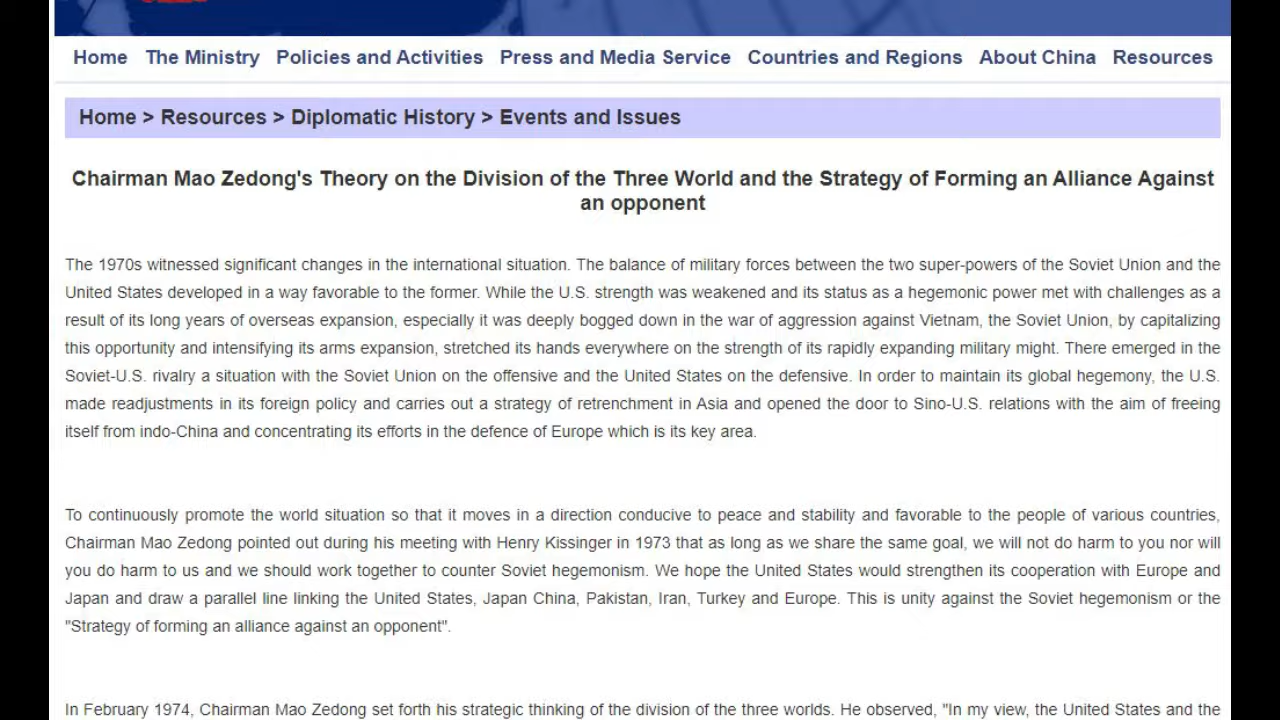 Home The Ministry Policies and Activities Press and Media Service Countries and Regions About China Resources
Home > Resources > Diplomatic History > Events and Issues
Chairman Mao Zedong's Theory on the Division of the Three World and the Strategy of Forming an Alliance Against
an opponent
The 1970s witnessed significant changes in the international situation. The balance of military forces between the two super-powers of the Soviet Union and the
United States developed in a way favorable to the former. While the U.S. strength was weakened and its status as a hegemonic power met with challenges as a
result of its long years of overseas expansion, especially it was deeply bogged down in the war of aggression against Vietnam, the Soviet Union, by capitalizing
this opportunity and intensifying its arms expansion, stretched its hands everywhere on the strength of its rapidly expanding military might. There emerged in the
Soviet-U.S. rivalry a situation with the Soviet Union on the offensive and the United States on the defensive. In order to maintain its global hegemony, the U.S.
made readjustments in its foreign policy and carries out a strategy of retrenchment in Asia and opened the door to Sino-U.S. relations with the aim of freeing
itself from indo-China and concentrating its efforts in the defence of Europe which is its key area.
To continuously promote the world situation so that it moves in a direction conducive to peace and stability and favorable to the people of various countries,
Chairman Mao Zedong pointed out during his meeting with Henry Kissinger in 1973 that as long as we share the same goal, we will not do harm to you nor will
you do harm to us and we should work together to counter Soviet hegemonism. We hope the United States would strengthen its cooperation with Europe and
Japan and draw a parallel line linking the United States, Japan China, Pakistan, Iran, Turkey and Europe. This is unity against the Soviet hegemonism or the
"Strategy of forming an alliance against an opponent".
In February 1974, Chairman Mao Zedong set forth his strategic thinking of the division of the three worlds. He observed, "In my view, the United States and the